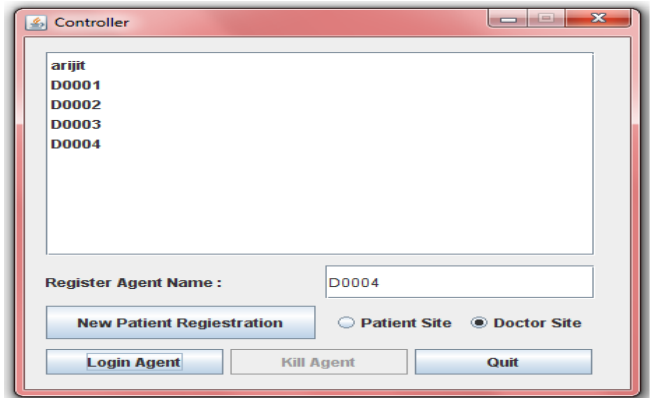 Controller
arijit
D0001
D0002
D0003
D0004
Register Agent Name :
D0004
New Patient Regiestration
Patient Site
Doctor Site
Login Agent
Kill Agent
Quit